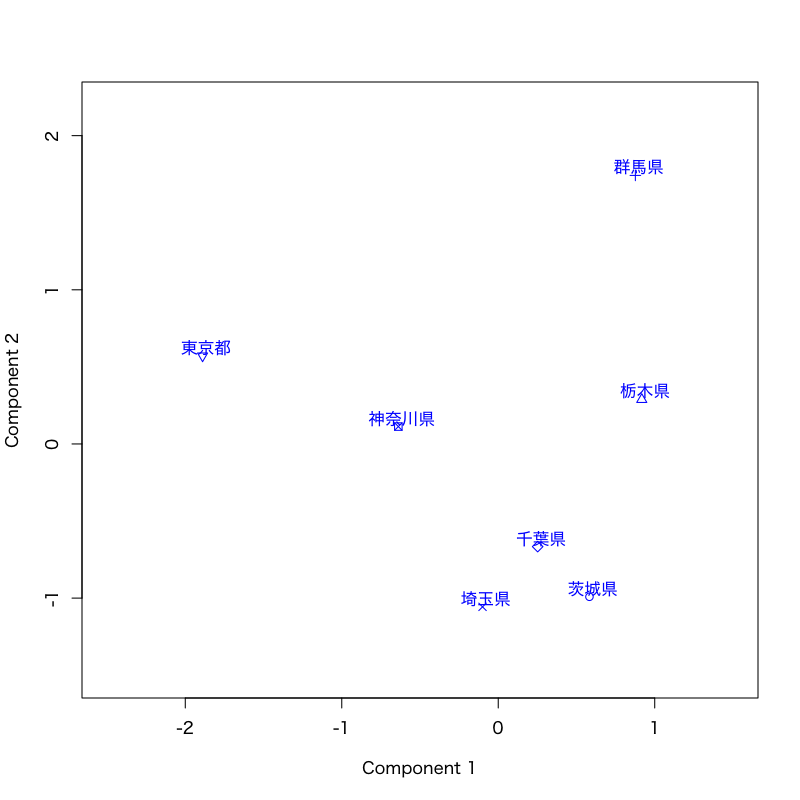 群馬県
東京都
栃木県
神奈川県
千葉県
茨城県
埼玉県
2
1
0
-1
Component 2
-2 -1 0 1
Component 1